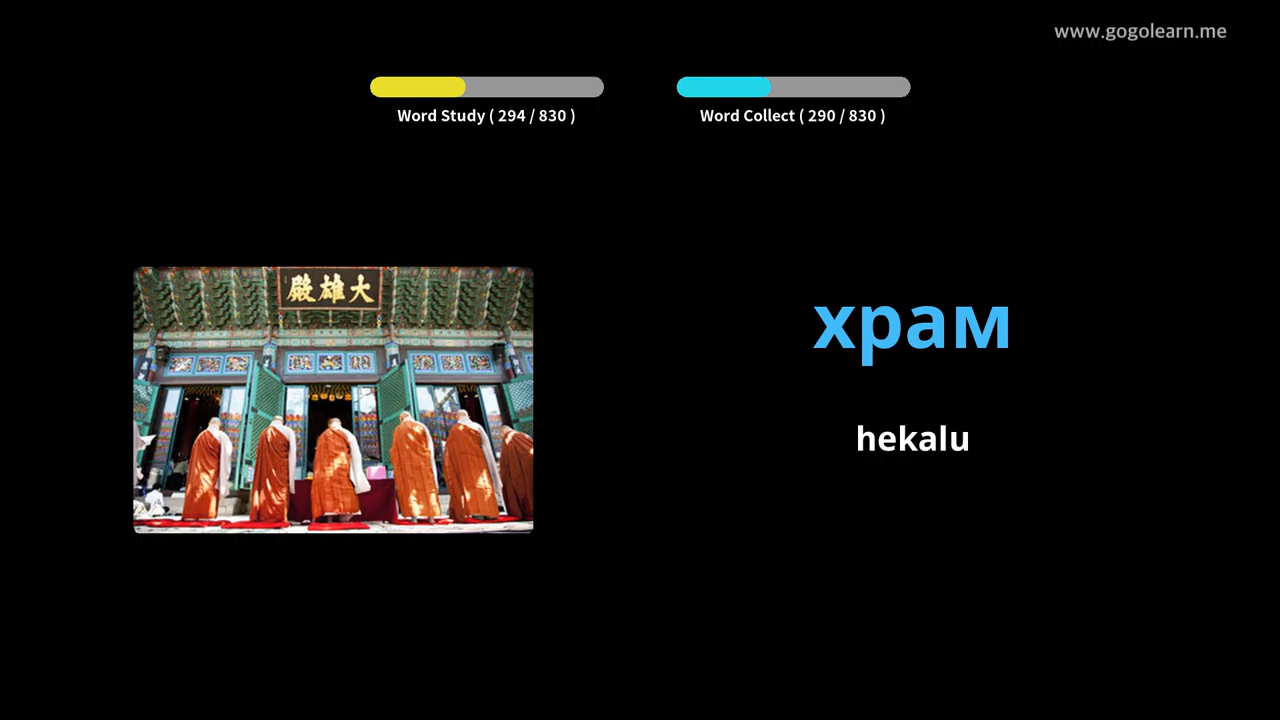 www.gogolearn.me
Word Study ( 294 / 830 )
Word Collect ( 290 / 830 )
殿雄大
храм
hekalu